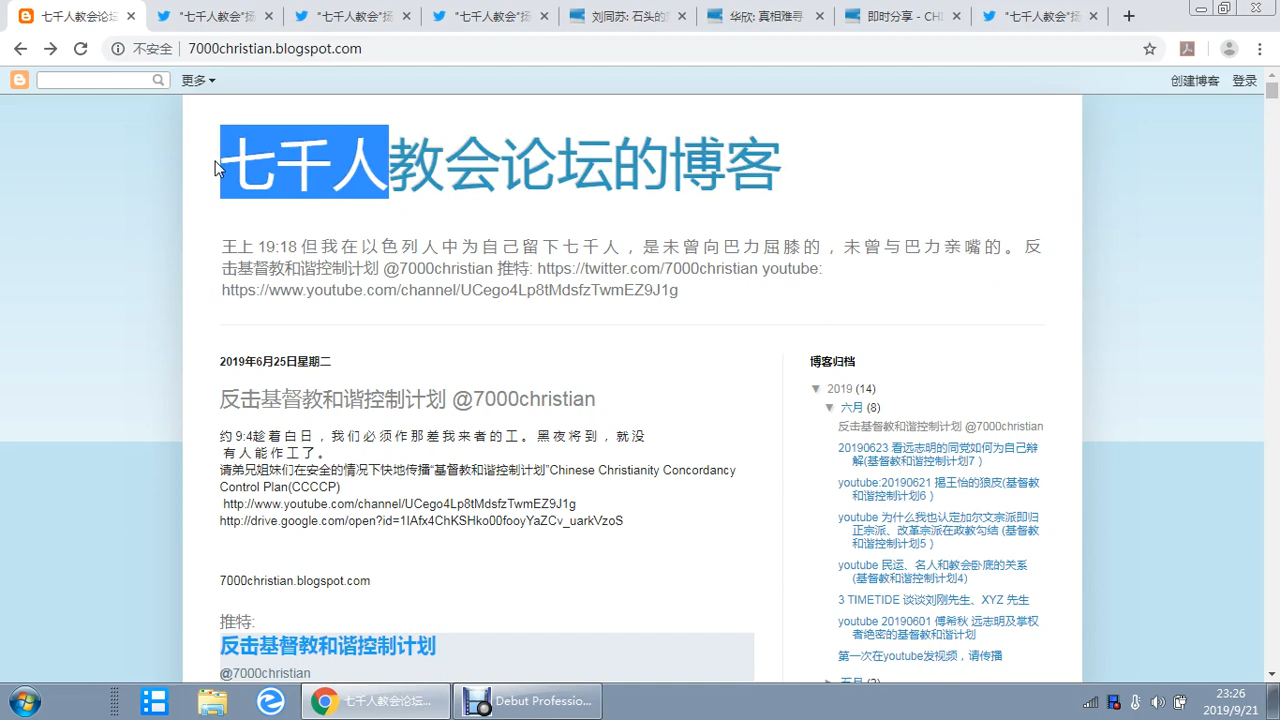 七千人教会论坛
"七千人教会"据
"七千人教会"据
七千人教会"据
刘同苏: 石头的
华欣: 真相难寻
即时分享 - CH
"七千人教会"据
不安全
7000christian.blogspot.com
更多
创建博客
登录
七千人教会论坛的博客
王上 19:18 但我在以色列人中为自己留下七千人，是未曾向巴力屈膝的，未曾与巴力亲嘴的。反
击基督教和谐控制计划 @7000christian 推特: https://twitter.com/7000christian youtube:
https://www.youtube.com/channel/UCego4Lp8tMdsfzTwmEZ9J1g
2019年6月25日星期二
反击基督教和谐控制计划 @7000christian
约 9:4趁着白日，我们必须作那差我来者的工。黑夜将到，就没
有人能作工了。
请弟兄姐妹们在安全的情况下快地传播“基督教和谐控制计划”Chinese Christianity Concordancy
Control Plan(CCCCP)
http://www.youtube.com/channel/UCego4Lp8tMdsfzTwmEZ9J1g
http://drive.google.com/open?id=1IAfx4ChKSHko00fooyYaZCv_uarkVzoS
7000christian.blogspot.com
推特:
反击基督教和谐控制计划
@7000christian
博客归档
▼ 2019 (14)
▼ 六月 (8)
反击基督教和谐控制计划 @7000christian
20190623 看远志明的同党如何为自己辩
解(基督教和谐控制计划7 )
youtube:20190621 揭王怡的狼皮(基督教
和谐控制计划6 )
youtube 为什么我也认定加尔文宗派即归
正宗派、改革宗派在政教勾结 (基督教
和谐控制计划5 )
youtube 民运、名人和教会卧底的关系
(基督教和谐控制计划4)
3 TIMETIDE 谈谈刘刚先生、XYZ 先生
youtube 20190601 傅希秋 远志明及掌权
者绝密的基督教和谐计划
第一次在youtube发视频，请传播
七千人教会论坛...
Debut Professio...
23:26
2019/9/21